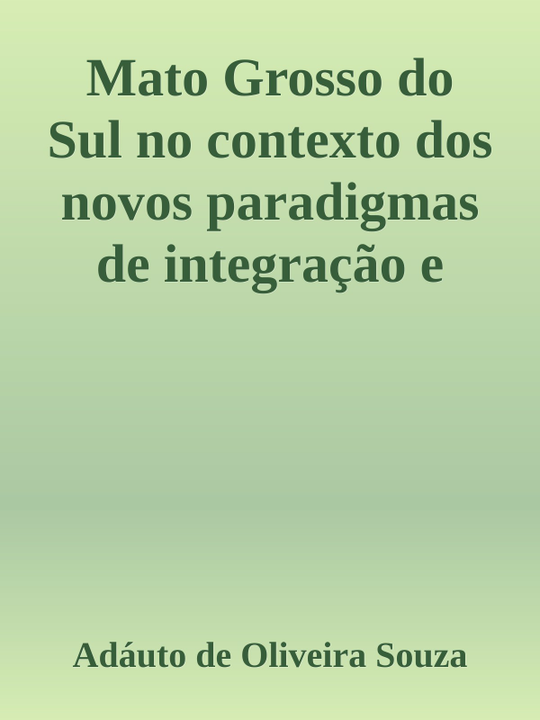 Mato Grosso do
Sul no contexto dos
novos paradigmas
de integração e
Adáuto de Oliveira Souza